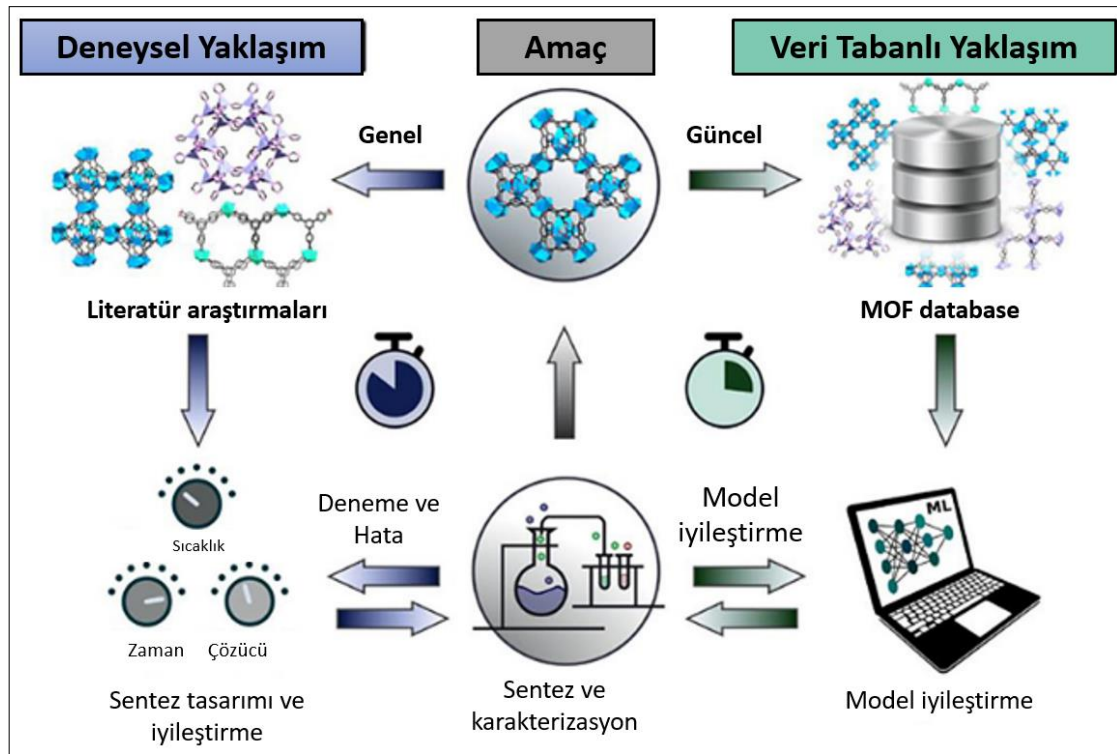 Deneysel Yaklaşım
Amaç
Veri Tabanlı Yaklaşım
Genel
Güncel
Literatür araştırmaları
MOF database
Deneme ve
Hata
Model
iyileştirme
ML
Sıcaklık
Zaman
Çözücü
Sentez tasarımı ve
iyileştirme
Sentez ve
karakterizasyon
Model iyileştirme